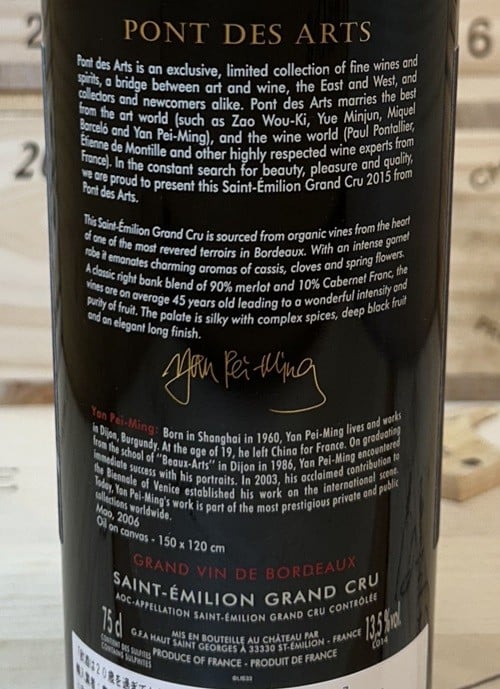 PONT DES ARTS
Pont des Arts is an exclusive, limited collection of fine wines and
spirits, a bridge between art and wine, the East and West, and
collectors and newcomers alike. Pont des Arts marries the best
from the art world (such as Zao Wou-Ki, Yue Minjun, Miquel
Barceló and Yan Pei-Ming), and the wine world (Paul Pontallier,
Étienne de Montille and other highly respected wine experts from
France). In the constant search for beauty, pleasure and quality,
we are proud to present this Saint-Émilion Grand Cru 2015 from
Pont des Arts.
This Saint-Émilion Grand Cru is sourced from organic vines from the heart
of one of the most revered terroirs in Bordeaux. With an intense garnet
robe it emanates charming aromas of cassis, cloves and spring flowers.
A classic right bank blend of 90% merlot and 10% Cabernet Franc, the
vines are on average 45 years old leading to a wonderful intensity and
purity of fruit. The palate is silky with complex spices, deep black fruit
and an elegant long finish.
Yan Pei-Ming
Yan Pei-Ming: Born in Shanghai in 1960, Yan Pei-Ming lives and works
in Dijon, Burgundy. At the age of 19, he left China for France. On graduating
from the school of "Beaux-Arts" in Dijon in 1986, Yan Pei-Ming encountered
immediate success with his portraits. In 2003, his acclaimed contribution to
the Biennale of Venice established his work on the international scene.
Today, Yan Pei-Ming's work is part of the most prestigious private and public
collections worldwide.
Mao, 2006
Oil on canvas - 150 x 120 cm
GRAND VIN DE BORDEAUX
SAINT-ÉMILION GRAND CRU
AOC-APPELLATION SAINT-ÉMILION GRAND CRU CONTRÔLÉE
75 cl
MIS EN BOUTEILLE AU CHÂTEAU PAR
G.F.A HAUT SAINT GEORGES À 33330 ST-ÉMILION - FRANCE
13,5 %vol.
CONTIENT DES SULFITES
CONTAINS SULPHITES
PRODUCE OF FRANCE - PRODUIT DE FRANCE